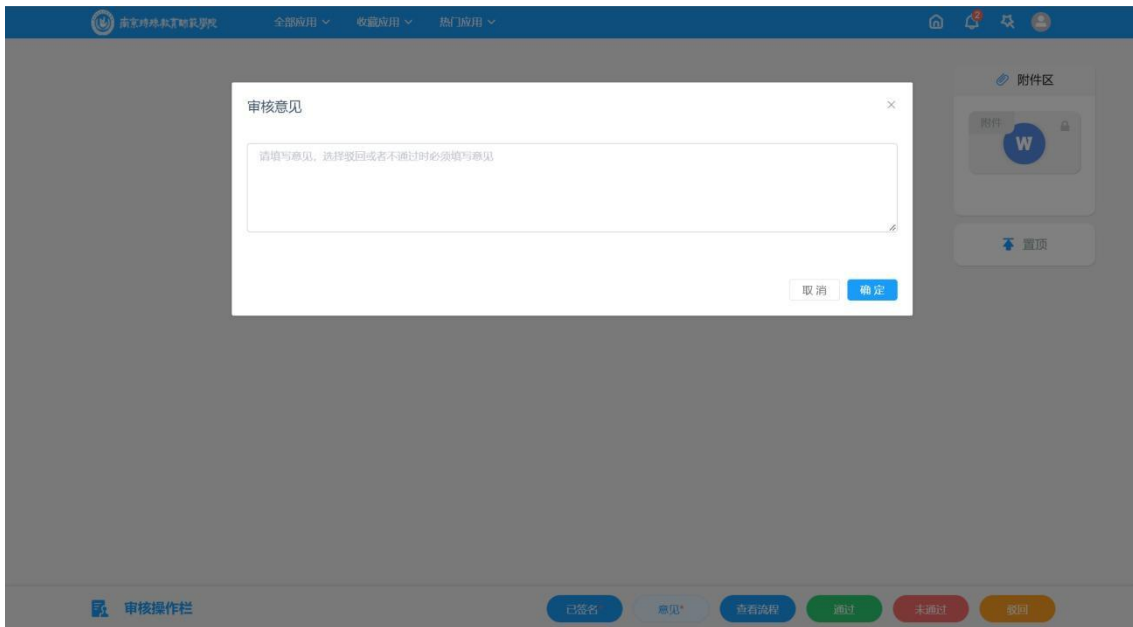 南京特殊教育师范学院 全部应用 收藏应用 热门应用 2
附件区
审核意见
附件
W
请填写意见，选择驳回或者不通过时必须填写意见
置顶
取消 确定
审核操作栏 已签名* 意见* 查看流程 通过 未通过 驳回